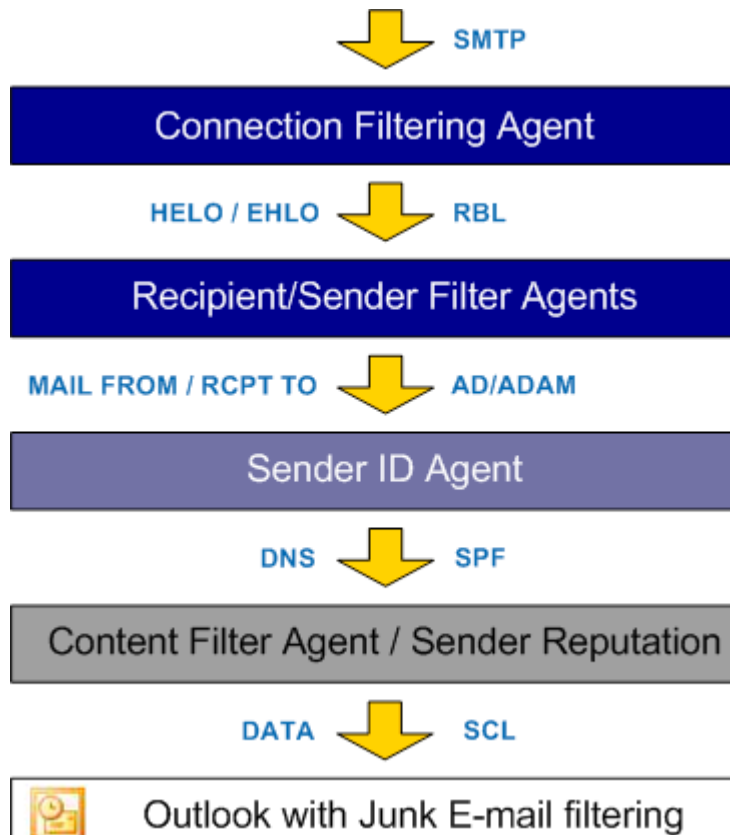 SMTP
Connection Filtering Agent
HELO / EHLO RBL
Recipient/Sender Filter Agents
MAIL FROM / RCPT TO AD/ADAM
Sender ID Agent
DNS SPF
Content Filter Agent / Sender Reputation
DATA SCL
Outlook with Junk E-mail filtering